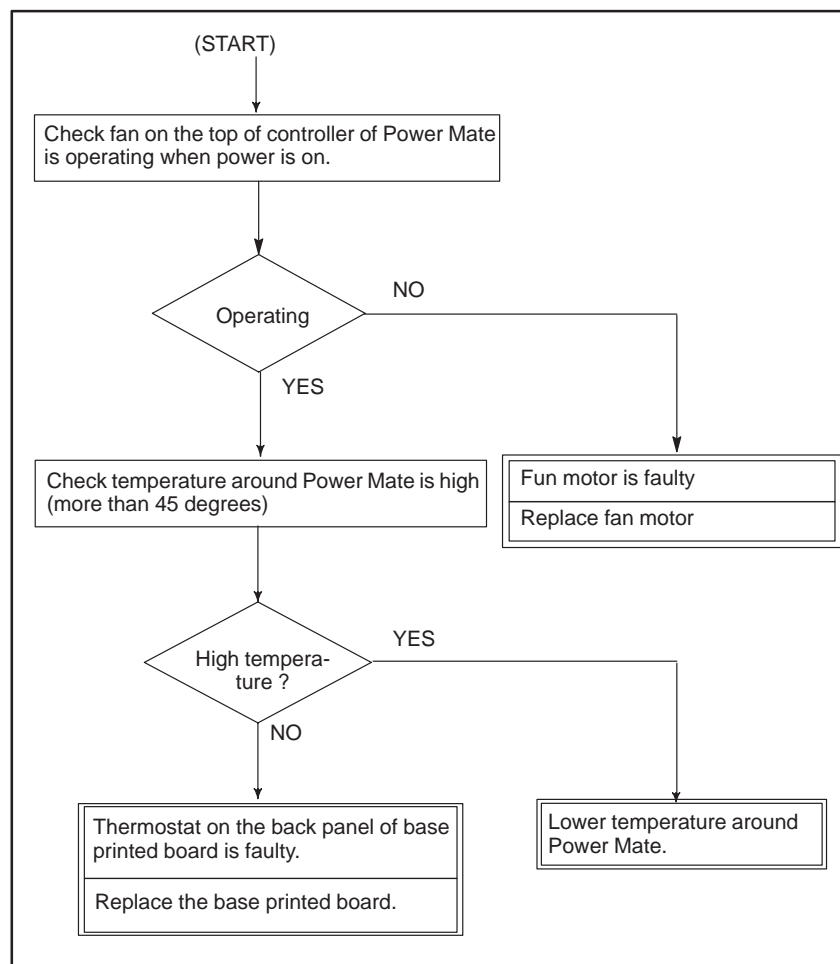 (START)
Check fan on the top of controller of Power Mate
is operating when power is on.
Operating
NO
YES
Check temperature around Power Mate is high
(more than 45 degrees)
Fun motor is faulty
Replace fan motor
High tempera-
ture ?
YES
NO
Thermostat on the back panel of base
printed board is faulty.
Replace the base printed board.
Lower temperature around
Power Mate.